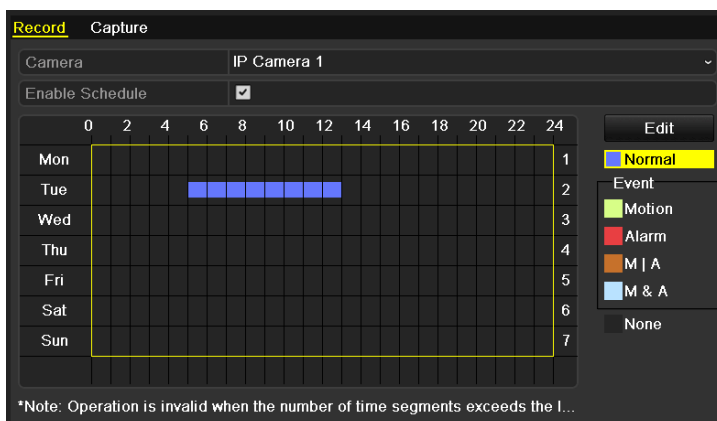 Record Capture
Camera IP Camera 1
Enable Schedule
0 2 4 6 8 10 12 14 16 18 20 22 24
Edit
Mon 1
Normal
Tue 2
Event
Motion
Wed 3
Alarm
Thu 4
M | A
Fri 5
M & A
Sat 6
None
Sun 7
*Note: Operation is invalid when the number of time segments exceeds the l...